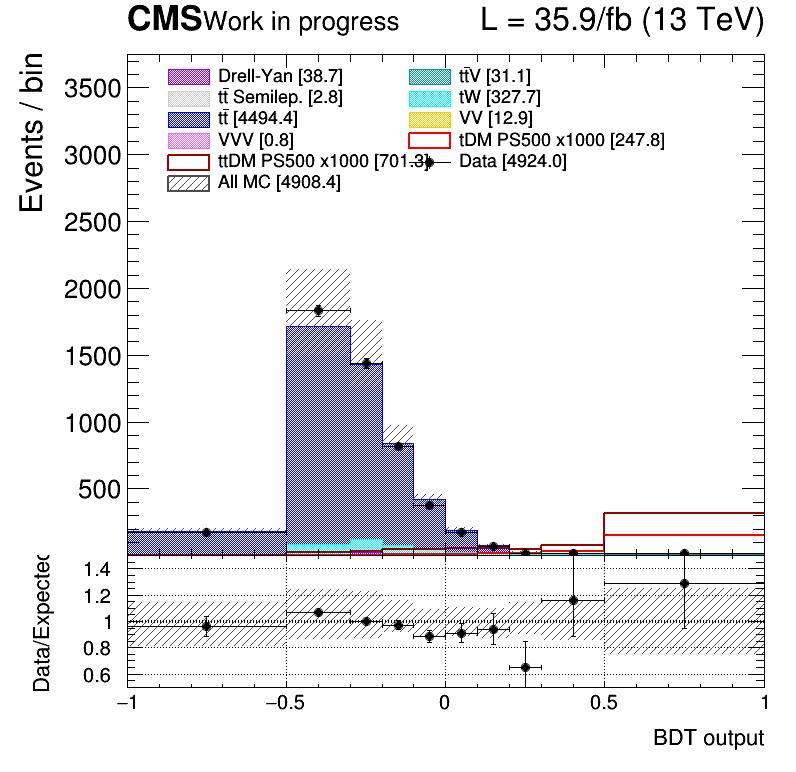 CMS Work in progress L = 35.9/fb (13 TeV)
Events / bin
3500
3000
2500
2000
1500
1000
500
Drell-Yan [38.7] tt̄V [31.1]
tt̄ Semilep. [2.8] tW [327.7]
tt̄ [4494.4] VV [12.9]
VVV [0.8] tDM PS500 x1000 [247.8]
ttDM PS500 x1000 [701.3] Data [4924.0]
All MC [4908.4]
Data/Expected
1.4
1.2
1
0.8
0.6
−1 −0.5 0 0.5 1
BDT output